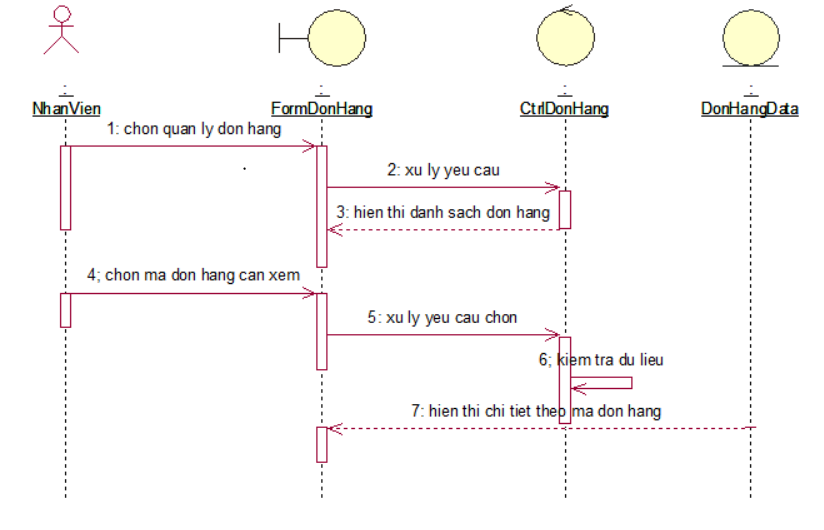 NhanVien
FormDonHang
CtrlDonHang
DonHangData
1: chon quan ly don hang
2: xu ly yeu cau
3: hien thi danh sach don hang
4; chon ma don hang can xem
5: xu ly yeu cau chon
6; kiem tra du lieu
7: hien thi chi tiet theo ma don hang